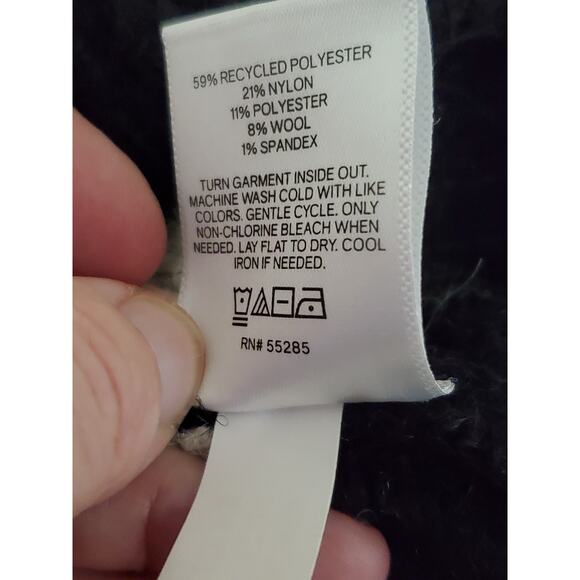 59% RECYCLED POLYESTER
21% NYLON
11% POLYESTER
8% WOOL
1% SPANDEX
TURN GARMENT INSIDE OUT.
MACHINE WASH COLD WITH LIKE
COLORS. GENTLE CYCLE. ONLY
NON-CHLORINE BLEACH WHEN
NEEDED. LAY FLAT TO DRY. COOL
IRON IF NEEDED.
RN# 55285